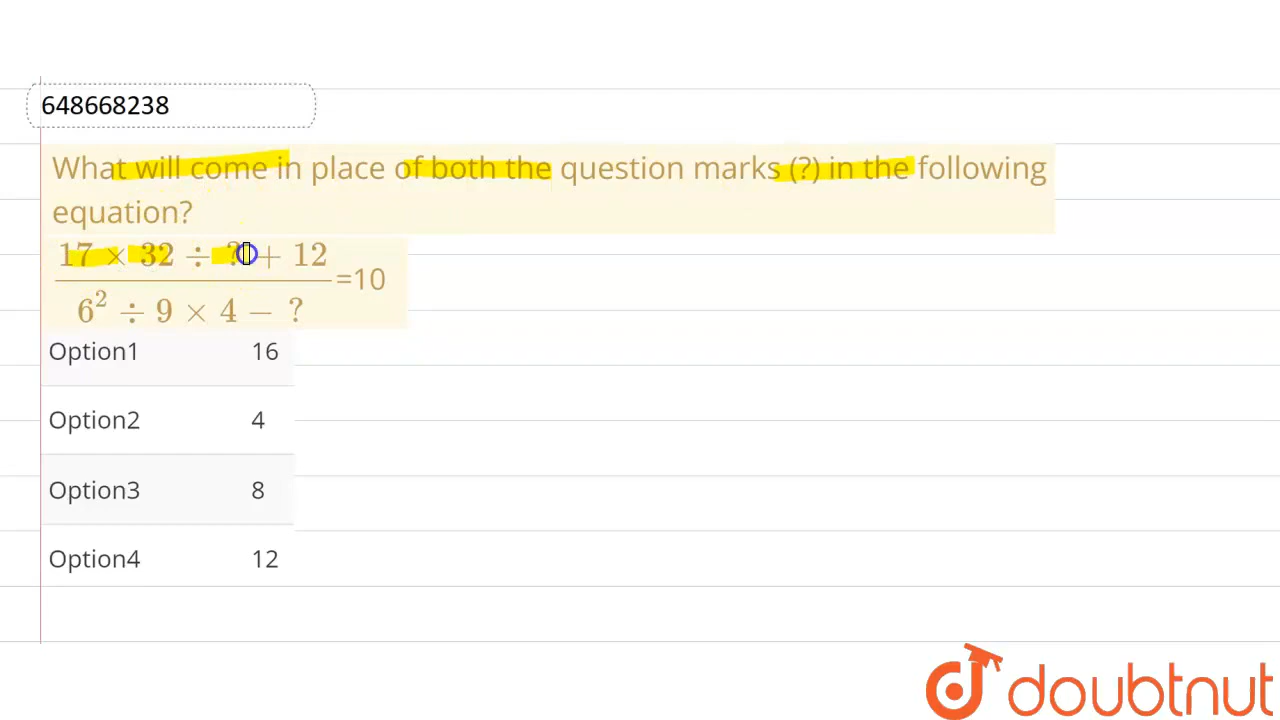 648668238
What will come in place of both the question marks (?) in the following
equation?
17 × 32 ÷ ? + 12
=10
6² ÷ 9 × 4 − ?
Option1 16
Option2 4
Option3 8
Option4 12
doubtnut